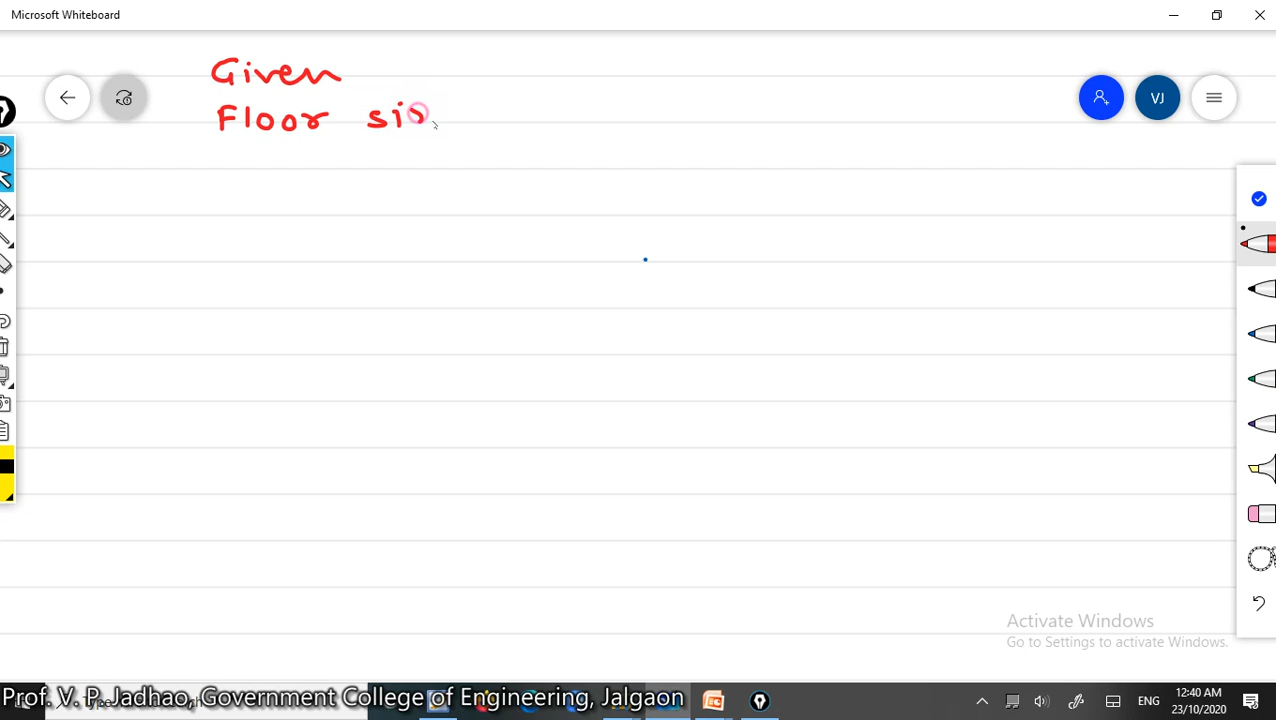 Microsoft Whiteboard
Given
VJ
Floor
Activate Windows
Go to Settings to activate Windows.
Prof. V. P. Jadhao, Government College of Engineering, Jalgaon
ENG
12:40 AM
23/10/2020